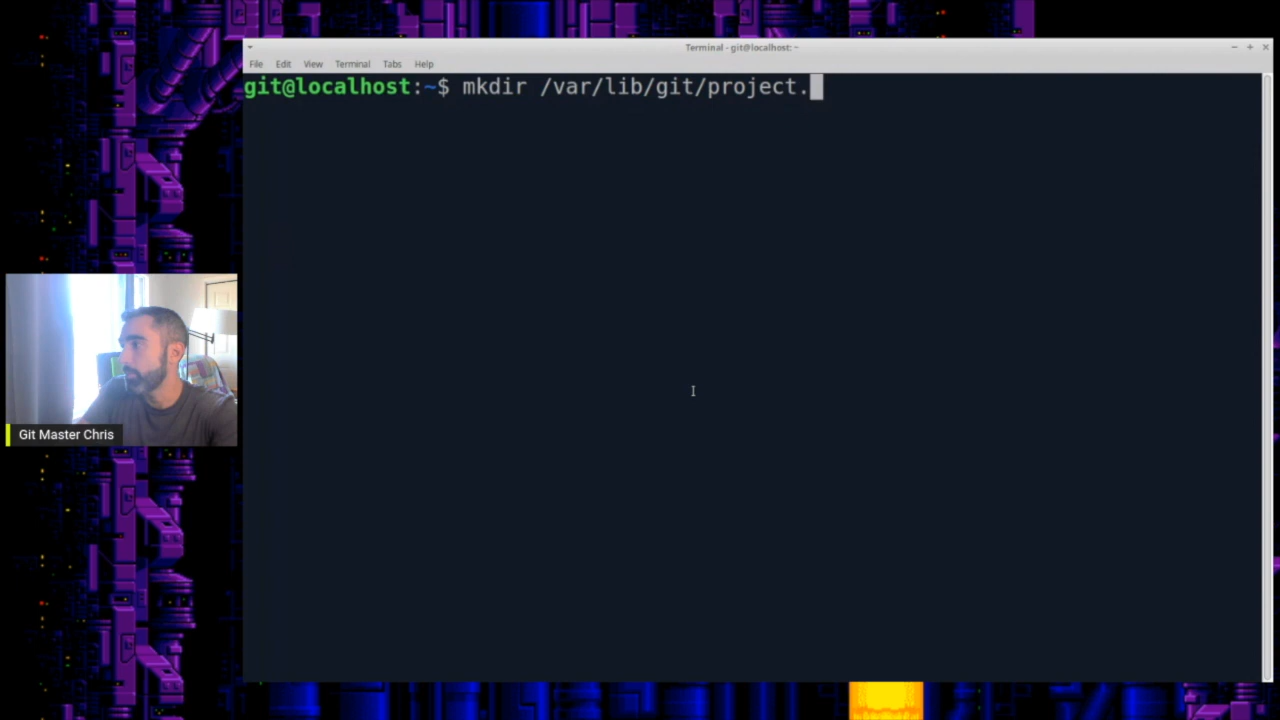 Terminal - git@localhost: ~
File Edit View Terminal Tabs Help
git@localhost:~$ mkdir /var/lib/git/project.
Git Master Chris